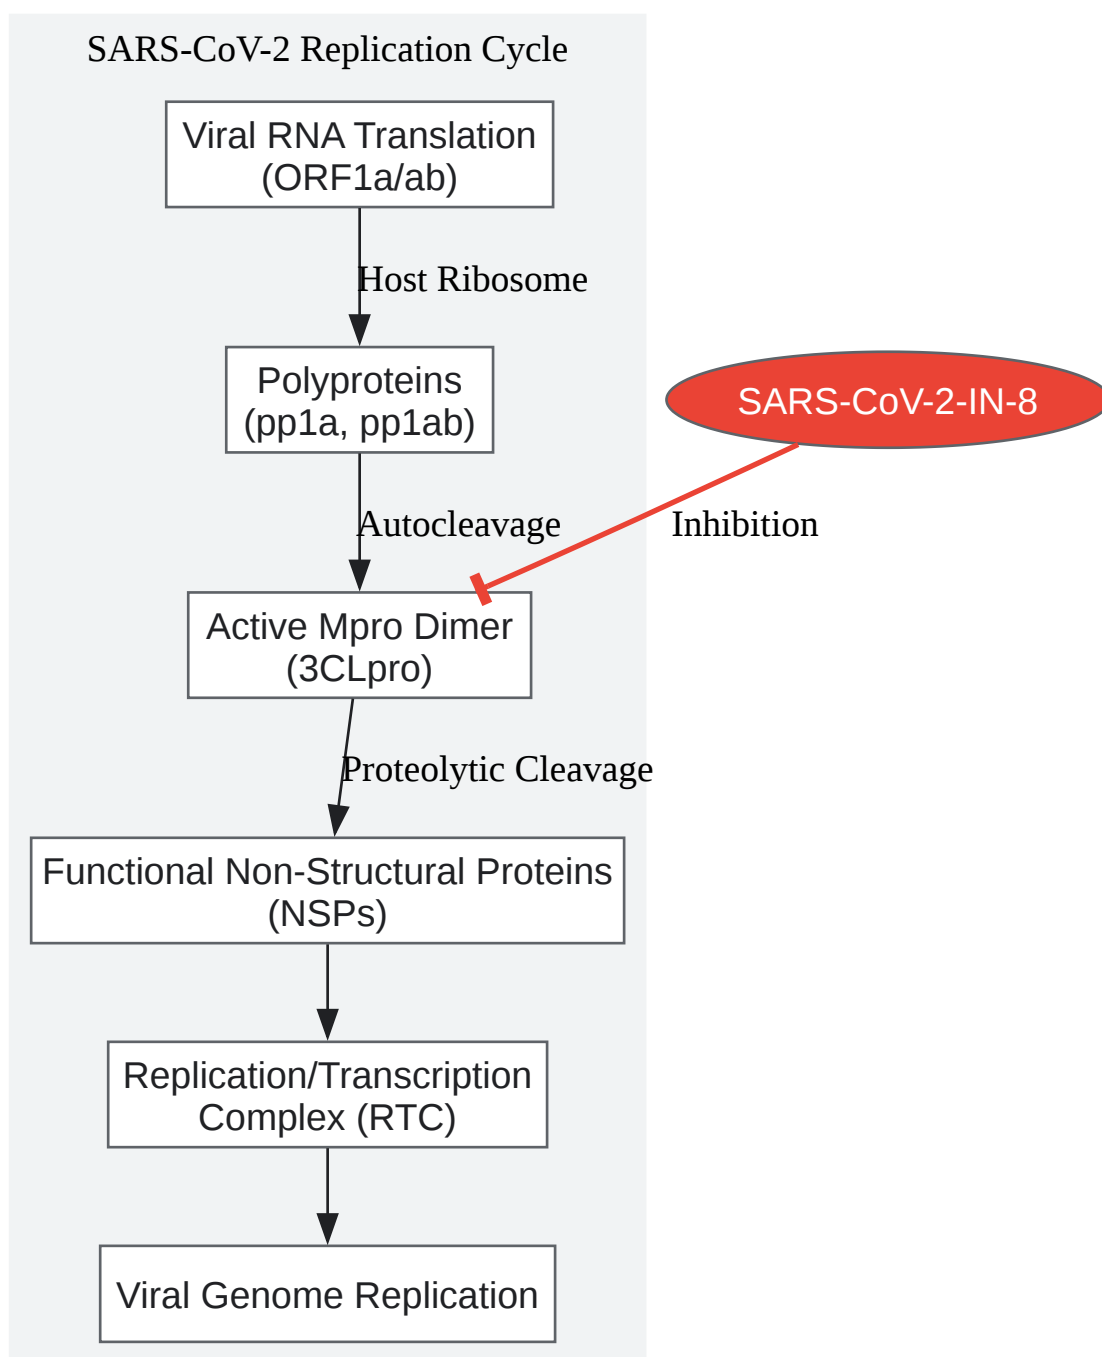 SARS-CoV-2 Replication Cycle
Viral RNA Translation
(ORF1a/ab)
Host Ribosome
Polyproteins
(pp1a, pp1ab)
SARS-CoV-2-IN-8
Autocleavage
Inhibition
Active Mpro Dimer
(3CLpro)
Proteolytic Cleavage
Functional Non-Structural Proteins
(NSPs)
Replication/Transcription
Complex (RTC)
Viral Genome Replication